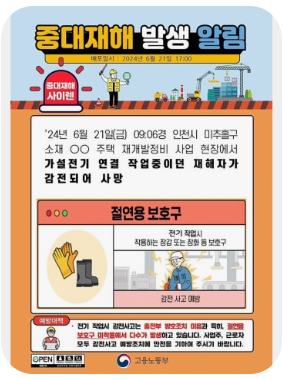 중대재해 발생 알림
배포일시 : 2024년 6월 21일 17:00
중대재해
사이렌
'24년 6월 21일(금) 09:06경 인천시 미추홀구
소재 ○○ 주택 재개발정비 사업 현장에서
가설전기 연결 작업중이던 재해자가
감전되어 사망
절연용 보호구
전기 작업시
착용하는 장갑 또는 장화 등 보호구
감전 사고 예방
예방대책
· 전기 작업시 감전사고는 충전부 방호조치 미흡과 특히, 절연용
보호구 미착용에서 다수가 발생하고 있습니다. 사업주, 근로자
모두 감전사고 예방조치에 만전을 기하여 주시기 바랍니다.
OPEN
고용노동부